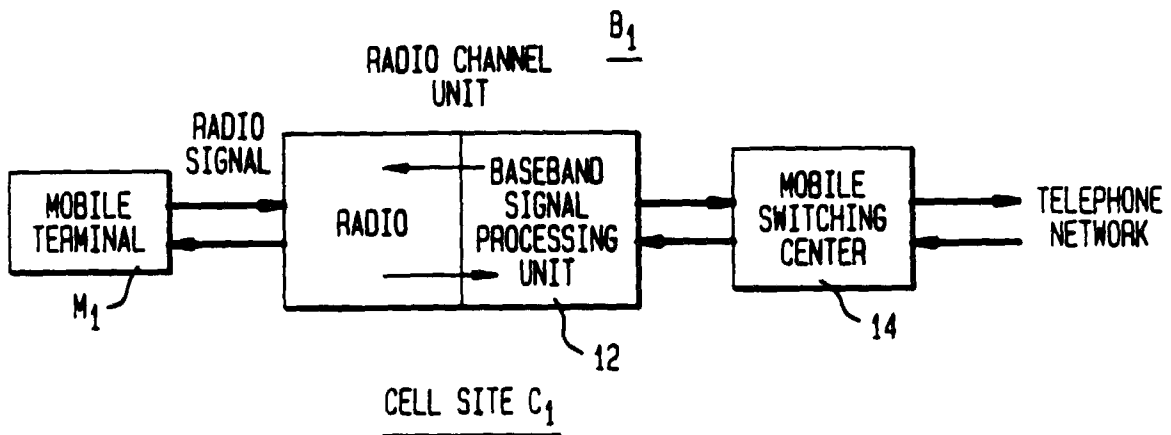 B1
RADIO CHANNEL
UNIT
RADIO
SIGNAL
MOBILE
TERMINAL
M1
RADIO
BASEBAND
SIGNAL
PROCESSING
UNIT
12
MOBILE
SWITCHING
CENTER
14
TELEPHONE
NETWORK
CELL SITE C1